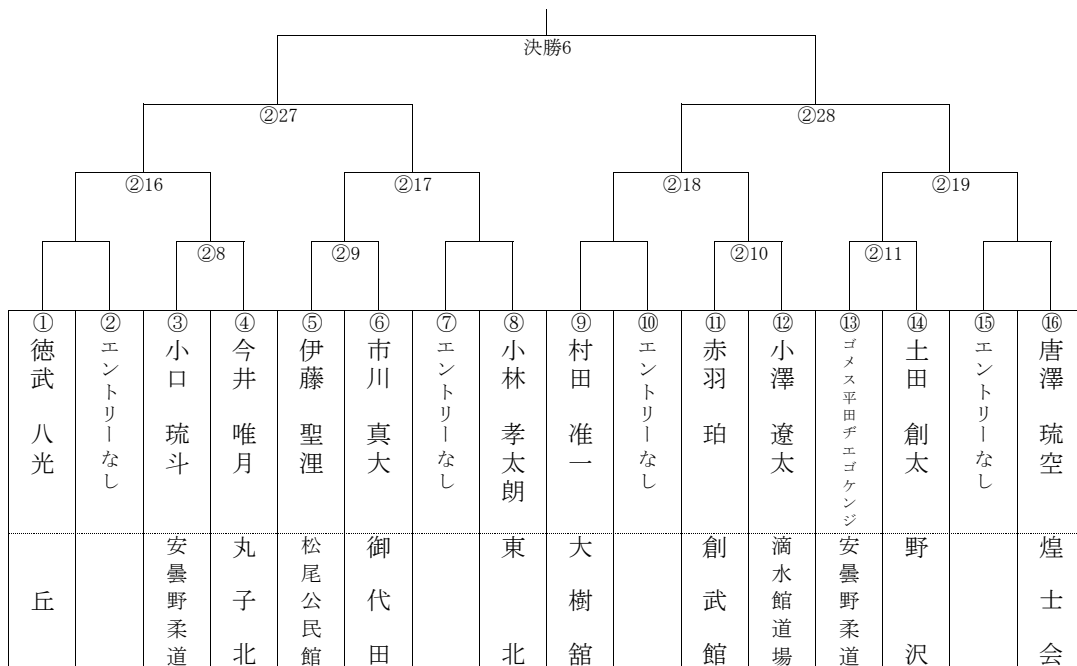 決勝6
②27
②28
②16
②17
②18
②19
②8
②9
②10
②11
①
徳武 八光
丘
②
エントリーなし
③
小口 琉斗
安曇野柔道
④
今井 唯月
丸子北
⑤
伊藤 聖浬
松尾公民館
⑥
市川 真大
御代田
⑦
エントリーなし
⑧
小林 孝太朗
東北
⑨
村田 准一
大樹舘
⑩
エントリーなし
⑪
赤羽 珀
創武館
⑫
小澤 遼太
滴水館道場
⑬
ゴメス平田ヂエゴケンジ
安曇野柔道
⑭
土田 創太
野沢
⑮
エントリーなし
⑯
唐澤 琉空
煌士会